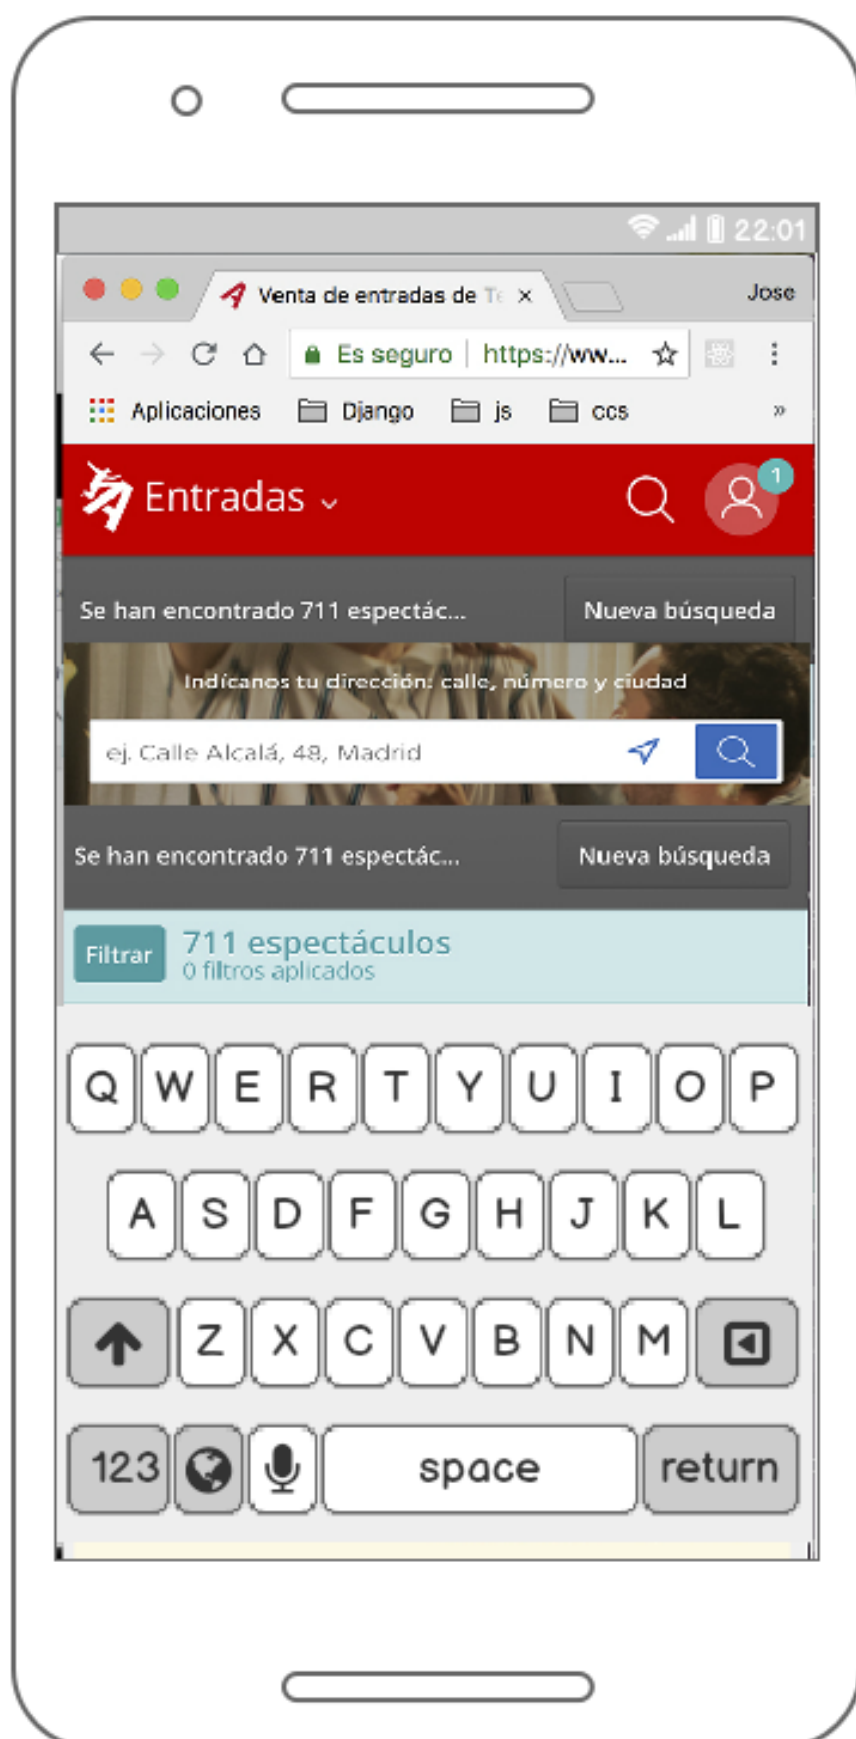 22:01
Venta de entradas de Te
Jose
Es seguro https://ww...
Aplicaciones Django js ccs »
Entradas
1
Se han encontrado 711 espectác... Nueva búsqueda
Indícanos tu dirección: calle, número y ciudad
ej. Calle Alcalá, 48, Madrid
Se han encontrado 711 espectác... Nueva búsqueda
Filtrar 711 espectáculos
0 filtros aplicados
Q W E R T Y U I O P
A S D F G H J K L
Z X C V B N M
123 space return